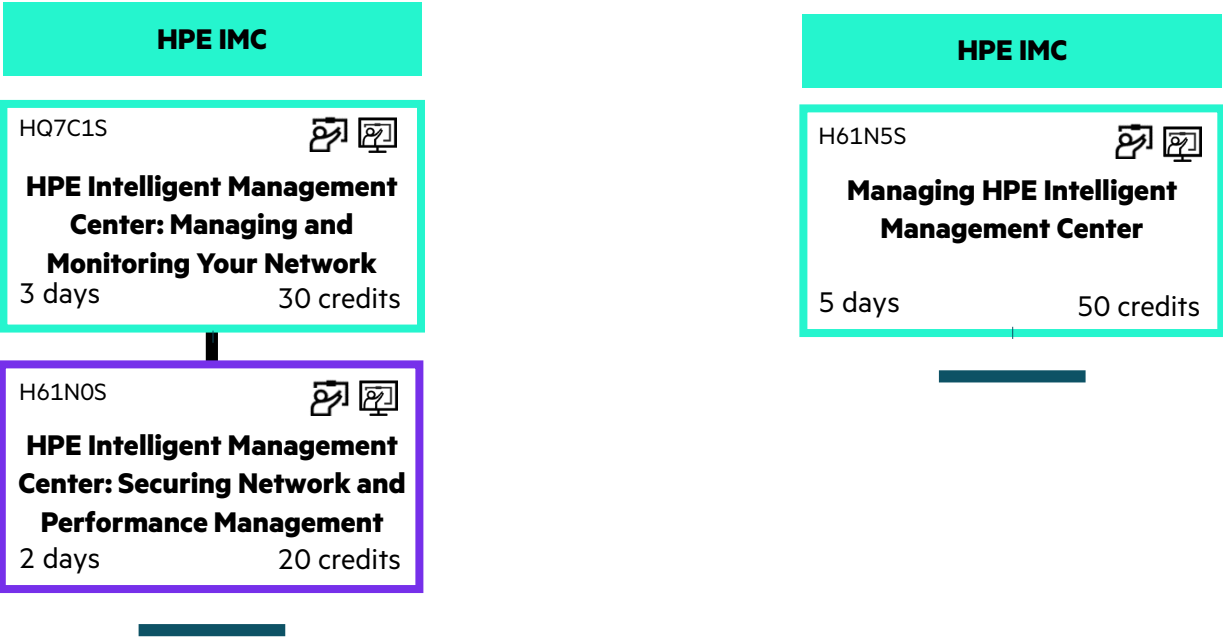 HPE IMC
HQ7C1S
HPE Intelligent Management
Center: Managing and
Monitoring Your Network
3 days
30 credits
H61N0S
HPE Intelligent Management
Center: Securing Network and
Performance Management
2 days
20 credits
HPE IMC
H61N5S
Managing HPE Intelligent
Management Center
5 days
50 credits